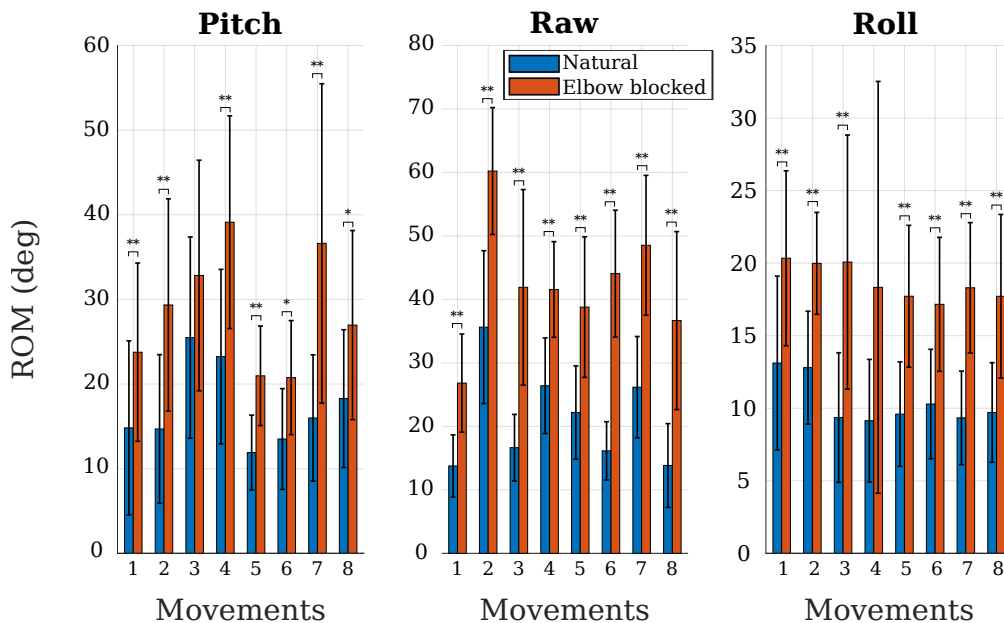 Pitch
Raw
Roll
ROM (deg)
60
50
40
30
20
10
0
** ** ** ** * ** *
1 2 3 4 5 6 7 8
Movements
80
70
60
50
40
30
20
10
0
Natural
Elbow blocked
** ** ** ** ** ** ** **
1 2 3 4 5 6 7 8
Movements
35
30
25
20
15
10
5
0
** ** ** ** ** ** **
1 2 3 4 5 6 7 8
Movements